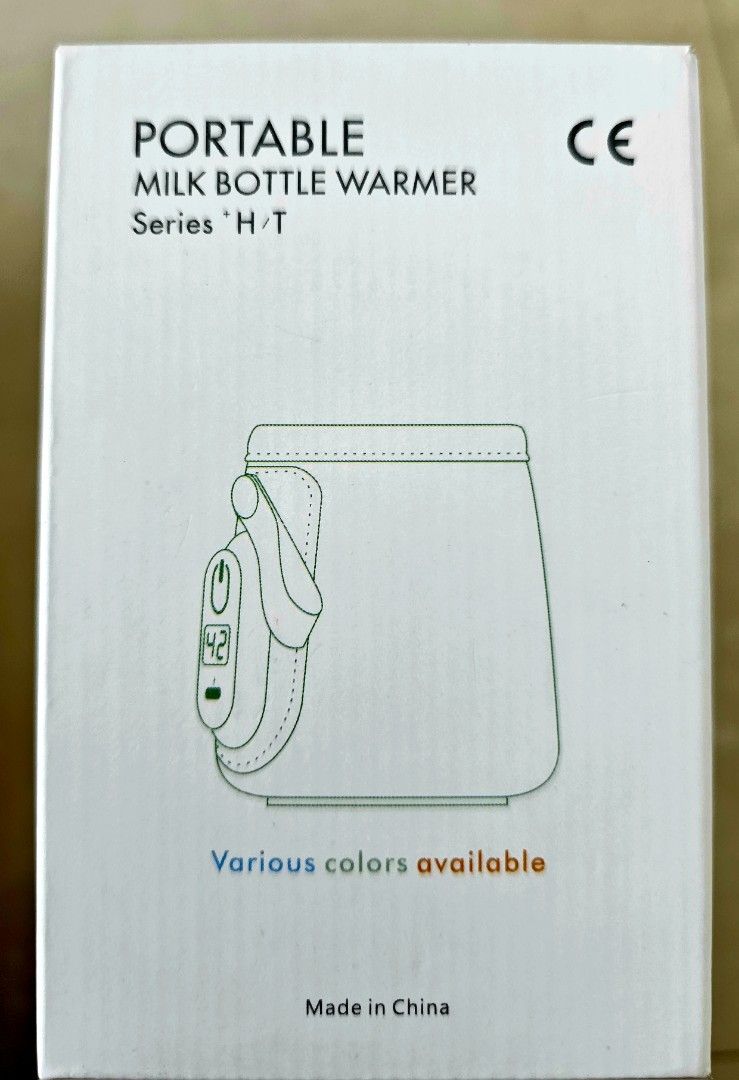 PORTABLE
CE
MILK BOTTLE WARMER
Series +H/T
42
Various colors available
Made in China